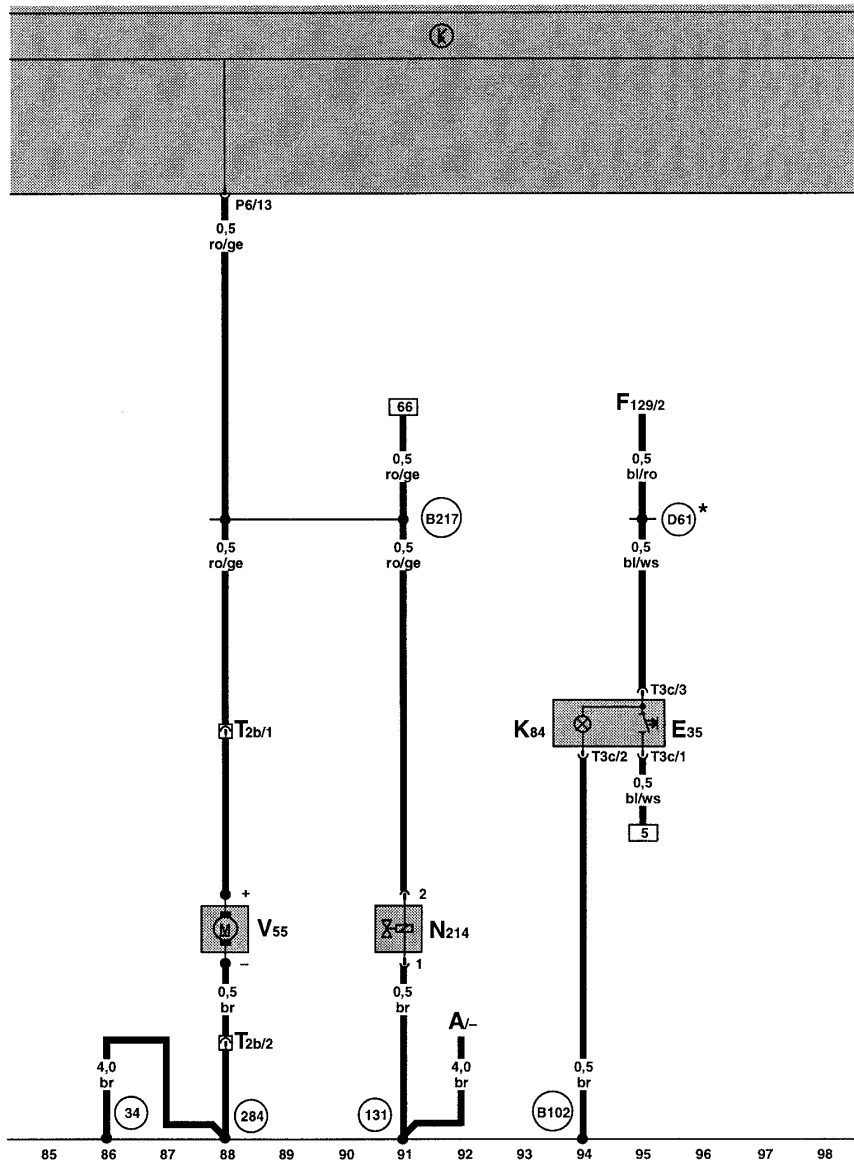 K
P6/13
0,5
ro/ge
66
F129/2
0,5
ro/ge
0,5
bl/ro
B217
D61 *
0,5
ro/ge
0,5
ro/ge
0,5
bl/ws
T3c/3
T2b/1
K84
E35
T3c/2
T3c/1
0,5
bl/ws
5
+
2
M
V55
N214
–
1
0,5
br
0,5
br
A/–
T2b/2
4,0
br
4,0
br
0,5
br
34
284
131
B102
85 86 87 88 89 90 91 92 93 94 95 96 97 98